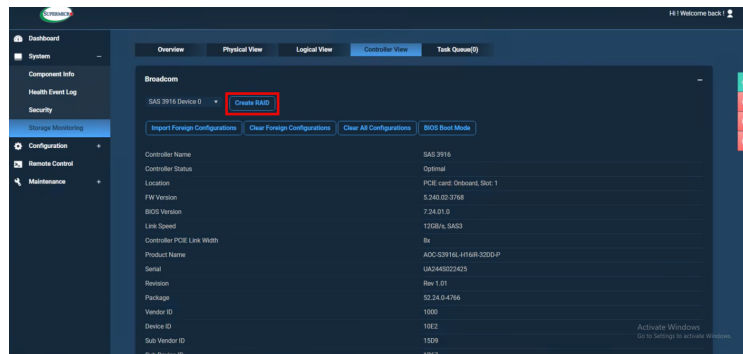 SUPERMICRO
Hi ! Welcome back !
Dashboard
System
Component Info
Health Event Log
Security
Storage Monitoring
Configuration
Remote Control
Maintenance
Overview Physical View Logical View Controller View Task Queue(0)
Broadcom
SAS 3916 Device 0 Create RAID
Import Foreign Configurations Clear Foreign Configurations Clear All Configurations BIOS Boot Mode
Controller Name SAS 3916
Controller Status Optimal
Location PCIE card: Onboard, Slot: 1
FW Version 5.240.02-3768
BIOS Version 7.24.01.0
Link Speed 12GB/s, SAS3
Controller PCIE Link Width 8x
Product Name AOC-S3916L-H16iR-32DD-P
Serial UA244S022425
Revision Rev 1.01
Package 52.24.0-4766
Vendor ID 1000
Device ID 10E2
Sub Vendor ID 15D9
Activate Windows
Go to Settings to activate Windows.